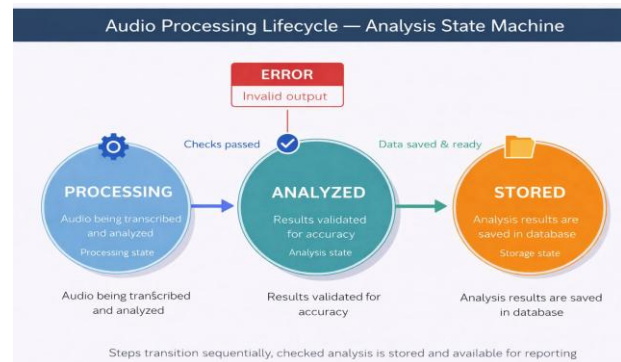 Audio Processing Lifecycle — Analysis State Machine
ERROR
Invalid output
Checks passed
Data saved & ready
PROCESSING
Audio being transcribed
and analyzed
Processing state
ANALYZED
Results validated
for accuracy
Analysis state
STORED
Analysis results are
saved in database
Storage state
Audio being transcribed
and analyzed
Results validated for
accuracy
Analysis results are saved
in database
Steps transition sequentially, checked analysis is stored and available for reporting